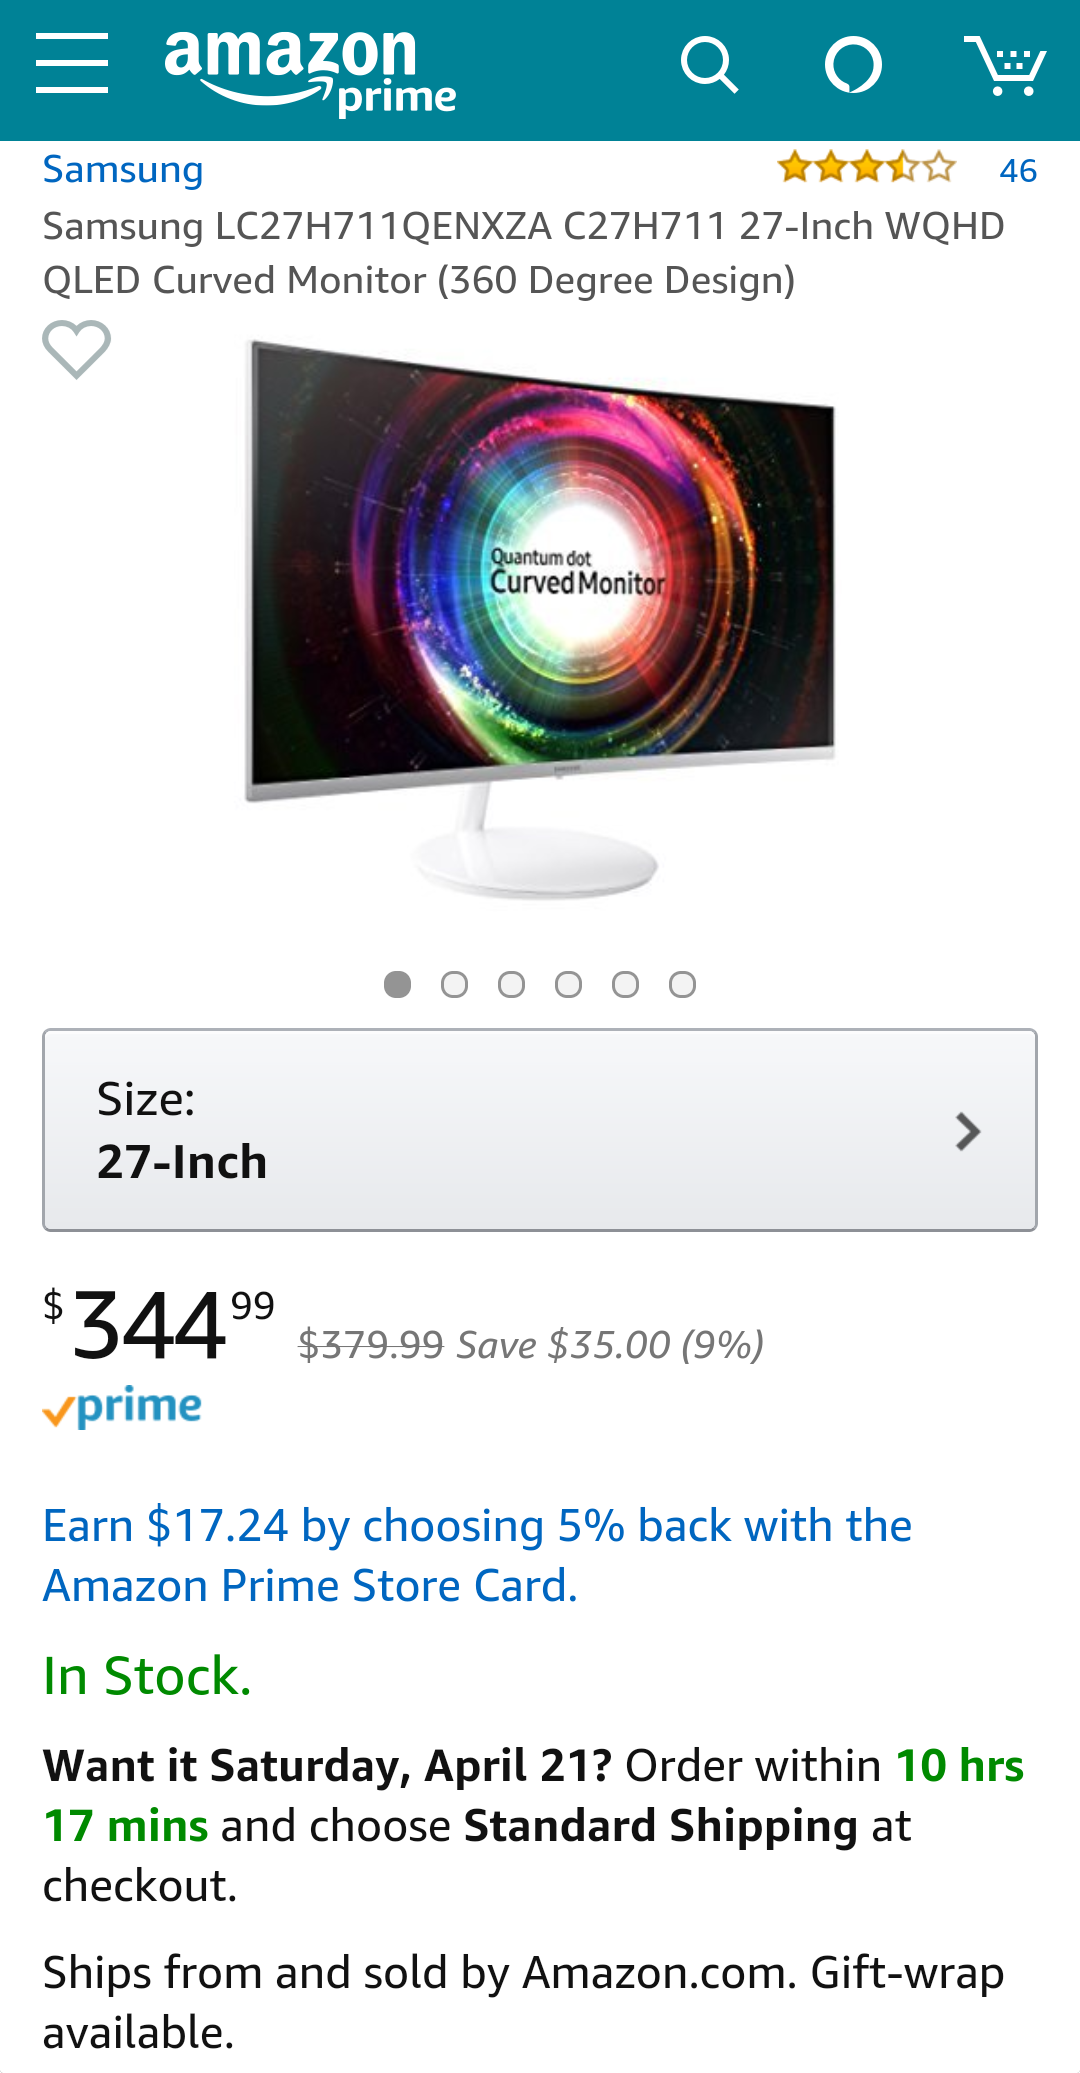 amazon
prime
Samsung 46
Samsung LC27H711QENXZA C27H711 27-Inch WQHD
QLED Curved Monitor (360 Degree Design)
Quantum dot
Curved Monitor
Size:
27-Inch
$344 99 $379.99 Save $35.00 (9%)
prime
Earn $17.24 by choosing 5% back with the
Amazon Prime Store Card.
In Stock.
Want it Saturday, April 21? Order within 10 hrs
17 mins and choose Standard Shipping at
checkout.
Ships from and sold by Amazon.com. Gift-wrap
available.